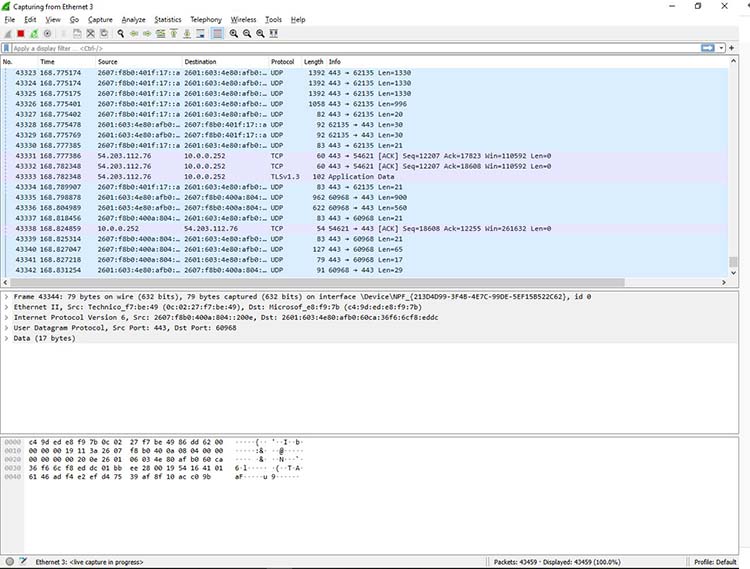 Capturing from Ethernet 3
File Edit View Go Capture Analyze Statistics Telephony Wireless Tools Help
Apply a display filter ... <Ctrl-/>
No. Time Source Destination Protocol Length Info
43323 168.775174 2607:f8b0:401f:17::a 2601:603:4e80:afb0:… UDP 1392 443 → 62135 Len=1330
43324 168.775174 2607:f8b0:401f:17::a 2601:603:4e80:afb0:… UDP 1392 443 → 62135 Len=1330
43325 168.775175 2607:f8b0:401f:17::a 2601:603:4e80:afb0:… UDP 1392 443 → 62135 Len=1330
43326 168.775401 2607:f8b0:401f:17::a 2601:603:4e80:afb0:… UDP 1058 443 → 62135 Len=996
43327 168.775402 2607:f8b0:401f:17::a 2601:603:4e80:afb0:… UDP 82 443 → 62135 Len=20
43328 168.775478 2601:603:4e80:afb0:… 2607:f8b0:401f:17::a UDP 92 62135 → 443 Len=30
43329 168.775769 2601:603:4e80:afb0:… 2607:f8b0:401f:17::a UDP 92 62135 → 443 Len=30
43330 168.777385 2607:f8b0:401f:17::a 2601:603:4e80:afb0:… UDP 83 443 → 62135 Len=21
43331 168.777386 54.203.112.76 10.0.0.252 TCP 60 443 → 54621 [ACK] Seq=12207 Ack=17823 Win=110592 Len=0
43332 168.782348 54.203.112.76 10.0.0.252 TCP 60 443 → 54621 [ACK] Seq=12207 Ack=18608 Win=110592 Len=0
43333 168.782348 54.203.112.76 10.0.0.252 TLSv1.3 102 Application Data
43334 168.789907 2607:f8b0:401f:17::a 2601:603:4e80:afb0:… UDP 83 443 → 62135 Len=21
43335 168.798878 2601:603:4e80:afb0:… 2607:f8b0:400a:804:… UDP 962 60968 → 443 Len=900
43336 168.804989 2601:603:4e80:afb0:… 2607:f8b0:400a:804:… UDP 622 60968 → 443 Len=560
43337 168.818456 2607:f8b0:400a:804:… 2601:603:4e80:afb0:… UDP 83 443 → 60968 Len=21
43338 168.824859 10.0.0.252 54.203.112.76 TCP 54 54621 → 443 [ACK] Seq=18608 Ack=12255 Win=261632 Len=0
43339 168.825314 2607:f8b0:400a:804:… 2601:603:4e80:afb0:… UDP 83 443 → 60968 Len=21
43340 168.827047 2607:f8b0:400a:804:… 2601:603:4e80:afb0:… UDP 127 443 → 60968 Len=65
43341 168.827218 2607:f8b0:400a:804:… 2601:603:4e80:afb0:… UDP 79 443 → 60968 Len=17
43342 168.831254 2601:603:4e80:afb0:… 2607:f8b0:400a:804:… UDP 91 60968 → 443 Len=29
Frame 43344: 79 bytes on wire (632 bits), 79 bytes captured (632 bits) on interface \Device\NPF_{213D4D99-3F4B-4E7C-99DE-5EF15B522C62}, id 0
Ethernet II, Src: Technico_f7:be:49 (0c:02:27:f7:be:49), Dst: Microsof_e8:f9:7b (c4:9d:ed:e8:f9:7b)
Internet Protocol Version 6, Src: 2607:f8b0:400a:804::200e, Dst: 2601:603:4e80:afb0:60ca:36f6:6cf8:eddc
User Datagram Protocol, Src Port: 443, Dst Port: 60968
Data (17 bytes)
0000 c4 9d ed e8 f9 7b 0c 02 27 f7 be 49 86 dd 62 00 ·····{·· '··I··b·
0010 00 00 00 19 11 3a 26 07 f8 b0 40 0a 08 04 00 00 ·····:&· ··@·····
0020 00 00 00 00 20 0e 26 01 06 03 4e 80 af b0 60 ca ···· ·&· ··N···`·
0030 36 f6 6c f8 ed dc 01 bb ee 28 00 19 54 16 41 01 6·l····· ·(··T·A·
0040 61 46 ad f4 e2 ef d4 75 39 af 8f 10 ac c0 9b aF·····u 9······
Ethernet 3: <live capture in progress>
Packets: 43459 · Displayed: 43459 (100.0%)
Profile: Default